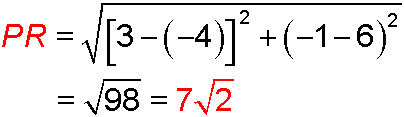 PR = √([3 − (−4)]² + (−1 − 6)²)
= √98 = 7√2